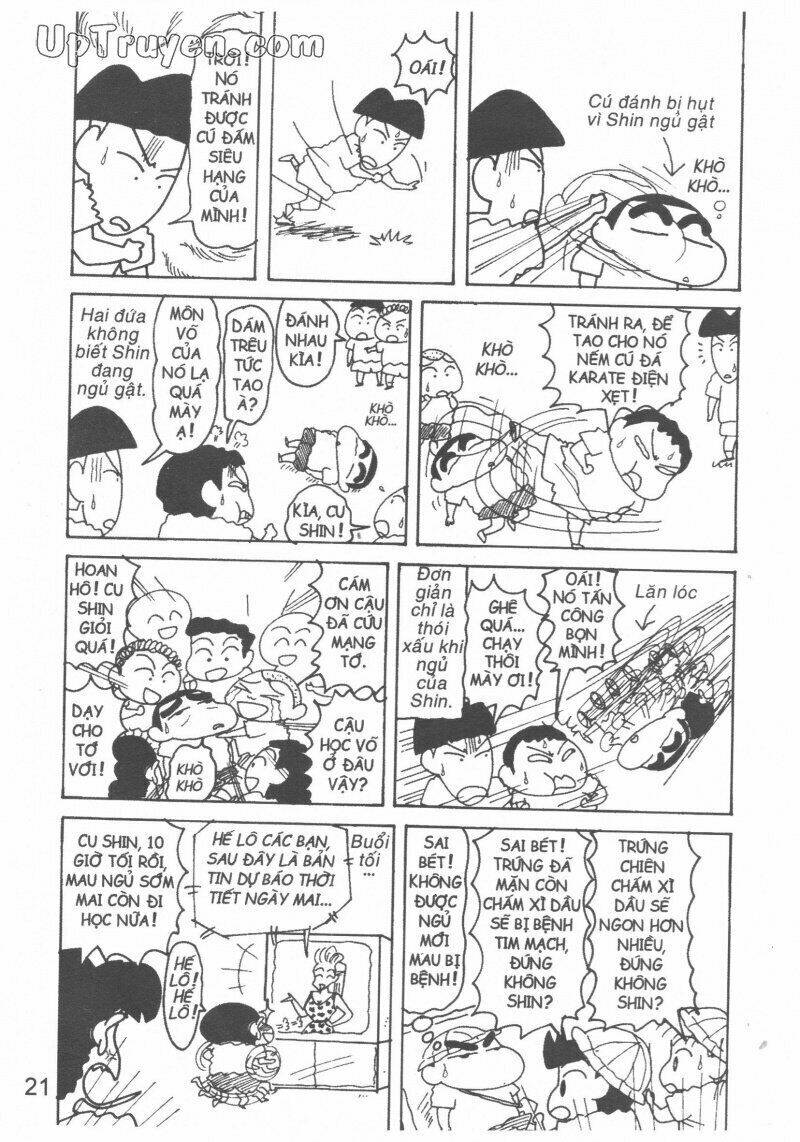 UpTruyen.com
Cú đánh bị hụt
vì Shin ngủ gật
KHÒ
KHÒ...
OÁI!
TRỜI!
NÓ
TRÁNH
ĐƯỢC
CÚ ĐẤM
SIÊU
HẠNG
CỦA
MÌNH!
TRÁNH RA, ĐỂ
TAO CHO NÓ
NẾM CÚ ĐÁ
KARATE ĐIỆN
XẸT!
KHÒ
KHÒ...
ĐÁNH
NHAU
KÌA!
KHÒ
KHÒ...
KÌA, CU
SHIN!
DÁM
TRÊU
TỨC
TAO
À?
MÔN
VÕ
CỦA
NÓ LẠ
QUÁ
MÀY
Ạ!
Hai đứa
không
biết Shin
đang
ngủ gật.
Lăn lóc
OÁI!
NÓ TẤN
CÔNG
BỌN
MÌNH!
GHÊ
QUÁ...
CHẠY
THÔI
MÀY ƠI!
Đơn
giản
chỉ là
thói
xấu khi
ngủ của
Shin.
CÁM
ƠN CẬU
ĐÃ CỨU
MẠNG
TỚ.
HOAN
HÔ! CU
SHIN
GIỎI
QUÁ!
CẬU
HỌC VÕ
Ở ĐÂU
VẬY?
DẠY
CHO
TỚ
VỚI!
KHÒ
KHÒ
TRỨNG
CHIÊN
CHẤM XÌ
DẦU SẼ
NGON HƠN
NHIỀU,
ĐÚNG
KHÔNG
SHIN?
SAI BÉT!
TRỨNG ĐÃ
MẶN CÒN
CHẤM XÌ DẦU
SẼ BỊ BỆNH
TIM MẠCH,
ĐÚNG
KHÔNG
SHIN?
SAI
BÉT!
KHÔNG
ĐƯỢC
NGỦ
MỚI
MAU BỊ
BỆNH!
Buổi
tối
...
HẾ LÔ CÁC BẠN,
SAU ĐÂY LÀ BẢN
TIN DỰ BÁO THỜI
TIẾT NGÀY MAI...
HẾ
LÔ!
HẾ
LÔ!
CU SHIN, 10
GIỜ TỐI RỒI,
MAU NGỦ SỚM
MAI CÒN ĐI
HỌC NỮA!
21